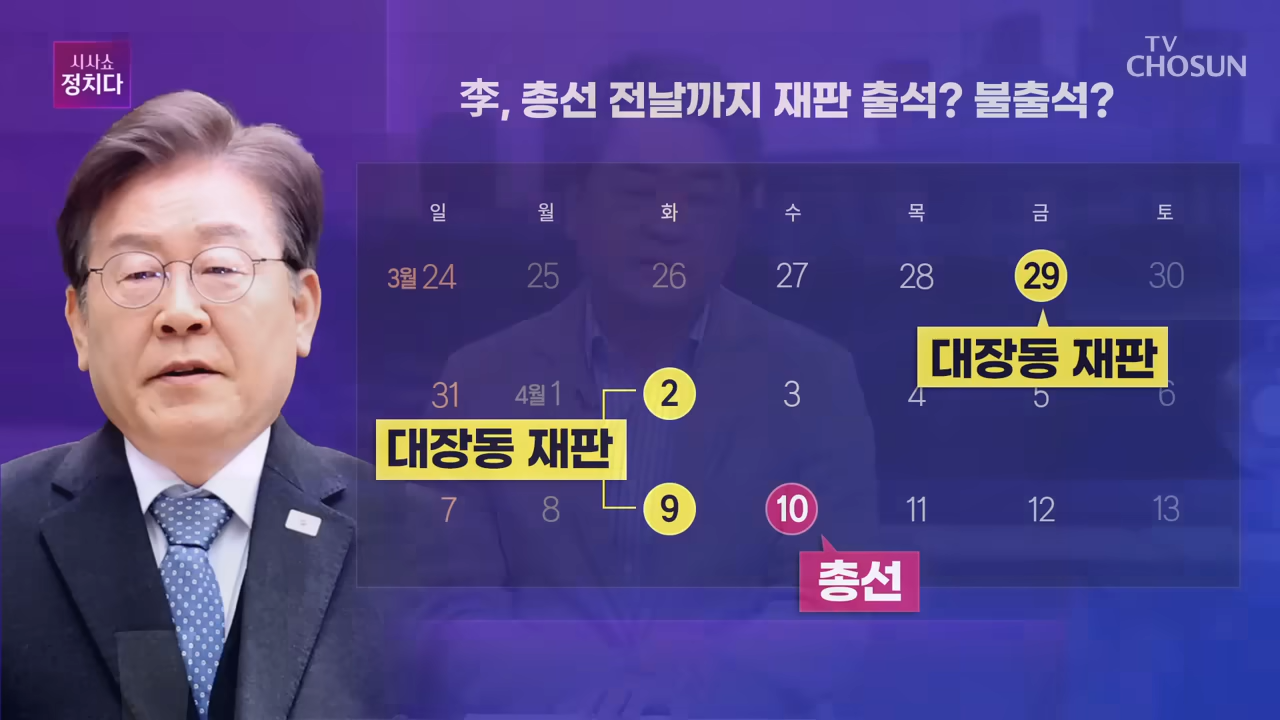 시사쇼
정치다
TV
CHOSUN
李, 총선 전날까지 재판 출석? 불출석?
일 월 화 수 목 금 토
3월 24 25 26 27 28 29 30
대장동 재판
31 4월 1 2 3 4 5 6
대장동 재판
7 8 9 10 11 12 13
총선